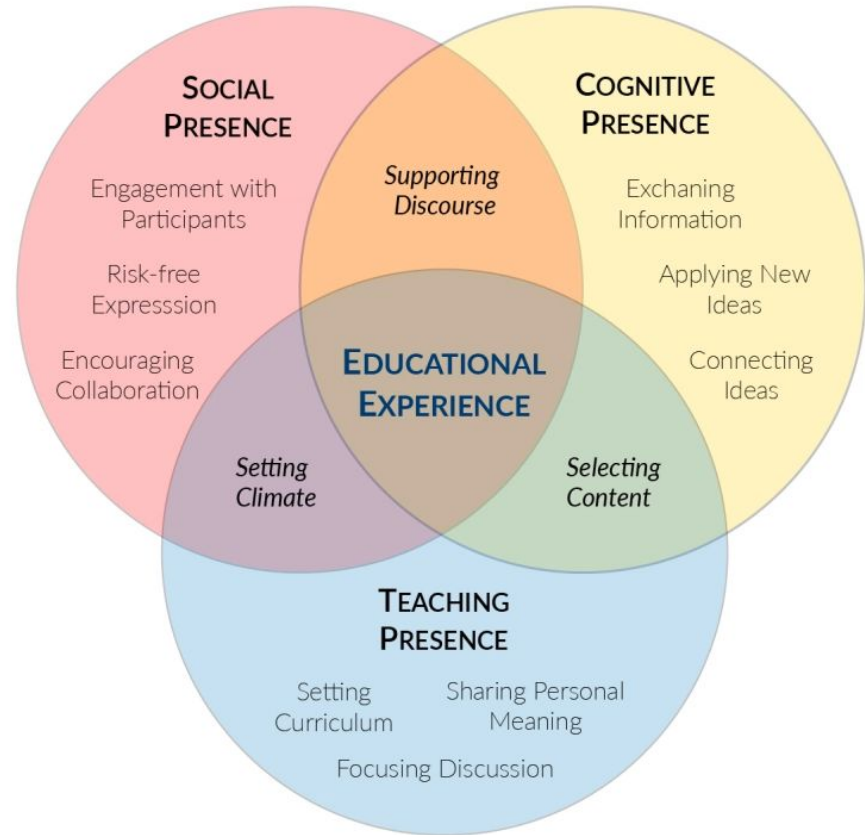 SOCIAL
PRESENCE
Engagement with
Participants
Risk-free
Expresssion
Encouraging
Collaboration
Supporting
Discourse
COGNITIVE
PRESENCE
Exchaning
Information
Applying New
Ideas
Connecting
Ideas
EDUCATIONAL
EXPERIENCE
Setting
Climate
Selecting
Content
TEACHING
PRESENCE
Setting
Curriculum
Sharing Personal
Meaning
Focusing Discussion